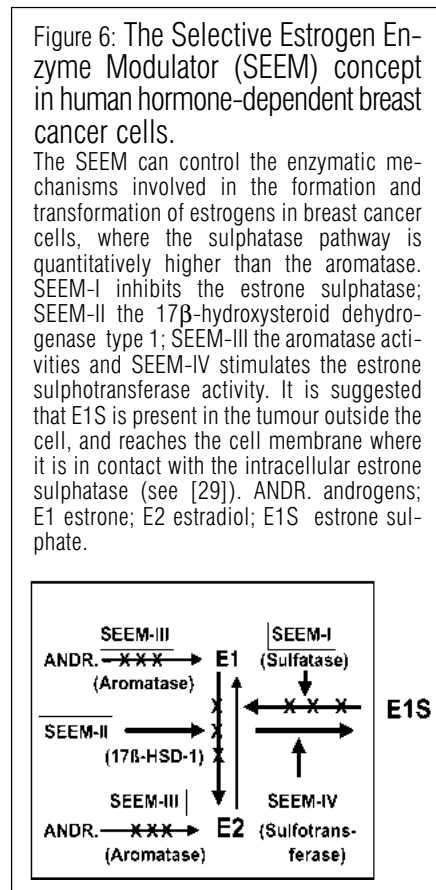 Figure 6: The Selective Estrogen En-
zyme Modulator (SEEM) concept
in human hormone-dependent breast
cancer cells.
The SEEM can control the enzymatic me-
chanisms involved in the formation and
transformation of estrogens in breast cancer
cells, where the sulphatase pathway is
quantitatively higher than the aromatase.
SEEM-I inhibits the estrone sulphatase;
SEEM-II the 17β-hydroxysteroid dehydro-
genase type 1; SEEM-III the aromatase acti-
vities and SEEM-IV stimulates the estrone
sulphotransferase activity. It is suggested
that E1S is present in the tumour outside the
cell, and reaches the cell membrane where
it is in contact with the intracellular estrone
sulphatase (see [29]). ANDR. androgens;
E1 estrone; E2 estradiol; E1S estrone sul-
phate.
SEEM-III
ANDR. XXX E1
(Aromatase)
SEEM-I
(Sulfatase)
X X X E1S
SEEM-II
X
X
X
(17ß-HSD-1)
SEEM-III
ANDR. XXX E2
(Aromatase)
SEEM-IV
(Sulfotrans-
ferase)